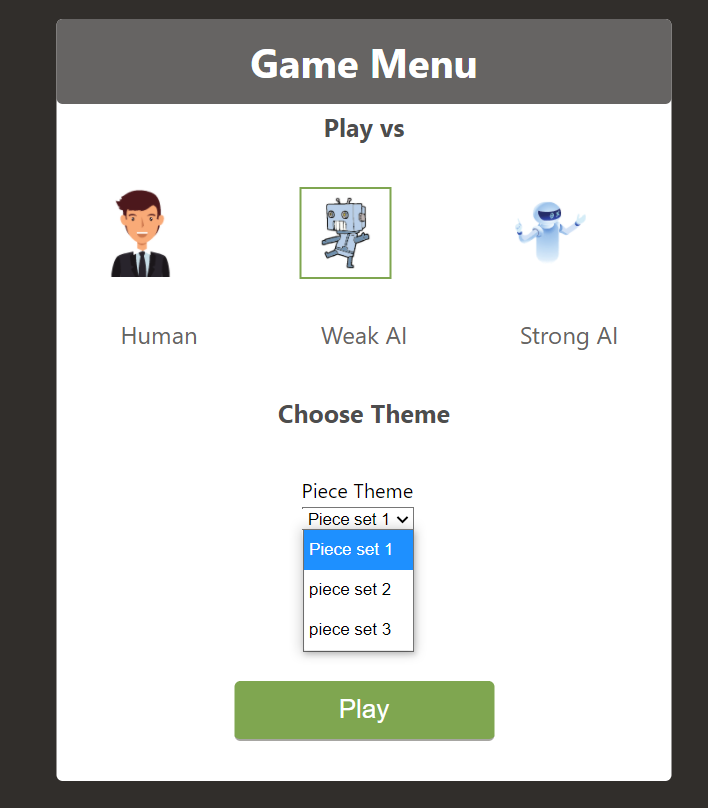 Game Menu
Play vs
Human Weak AI Strong AI
Choose Theme
Piece Theme
Piece set 1
Piece set 1
piece set 2
piece set 3
Play